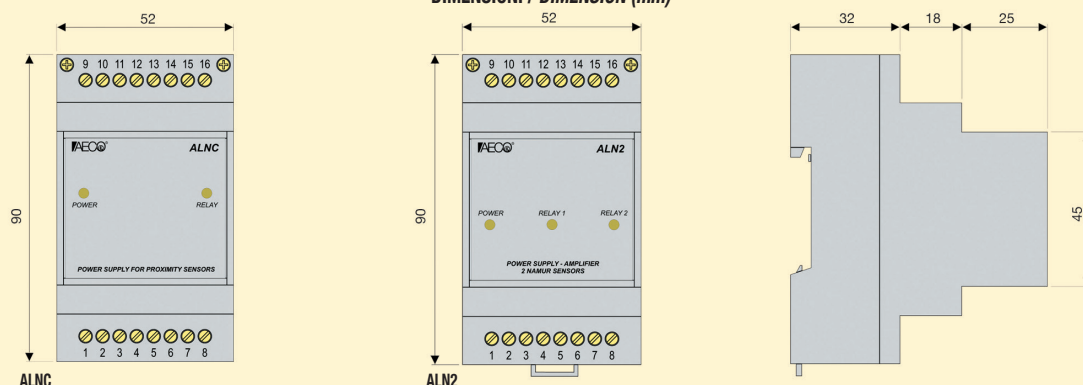 DIMENSIONI / DIMENSION (mm)
52
90
9 10 11 12 13 14 15 16
AECO®
ALNC
POWER
RELAY
POWER SUPPLY FOR PROXIMITY SENSORS
1 2 3 4 5 6 7 8
ALNC
52
90
9 10 11 12 13 14 15 16
AECO®
ALN2
POWER RELAY 1 RELAY 2
POWER SUPPLY - AMPLIFIER
2 NAMUR SENSORS
1 2 3 4 5 6 7 8
ALN2
32 18 25
45